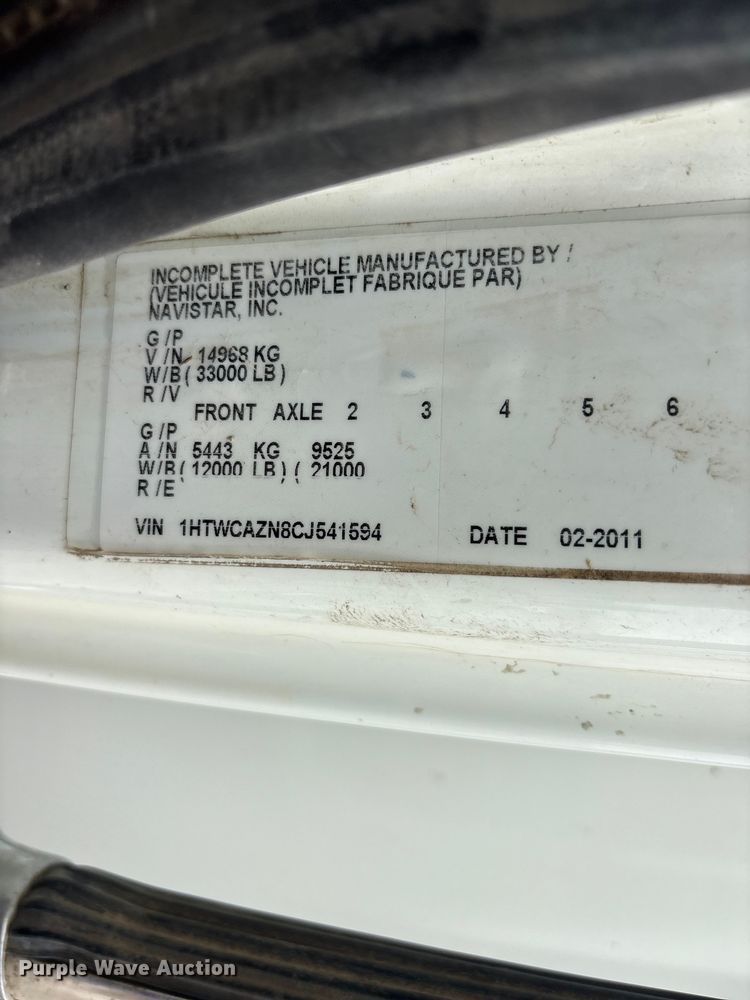 INCOMPLETE VEHICLE MANUFACTURED BY /
(VEHICULE INCOMPLET FABRIQUE PAR)
NAVISTAR, INC.
G /P
V /N 14968 KG
W/B ( 33000 LB )
R /V
FRONT AXLE 2 3 4 5 6
G /P
A /N 5443 KG 9525
W/B ( 12000 LB ) ( 21000
R /E
VIN 1HTWCAZN8CJ541594 DATE 02-2011
Purple Wave Auction